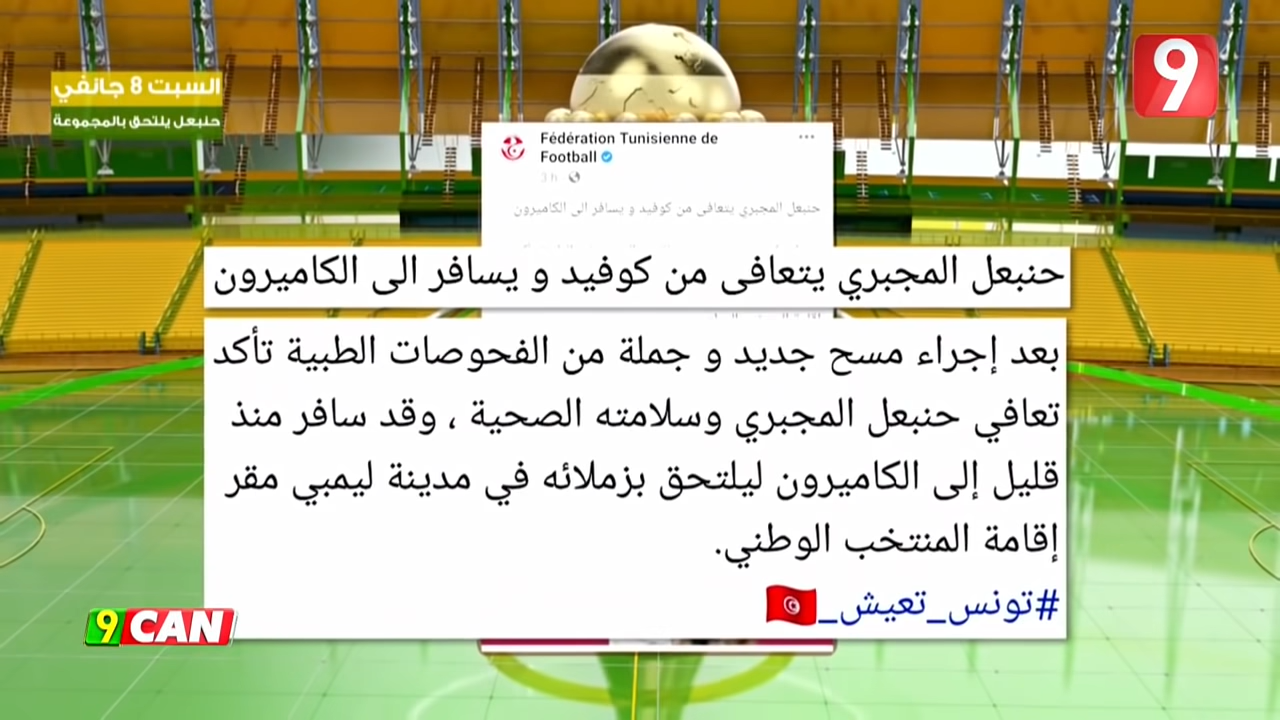 السبت 8 جانفي
حنبعل يلتحق بالمجموعة
9
Fédération Tunisienne de
Football
3 h
حنبعل المجبري يتعافى من كوفيد و يسافر الى الكاميرون
حنبعل المجبري يتعافى من كوفيد و يسافر الى الكاميرون
بعد إجراء مسح جديد و جملة من الفحوصات الطبية تأكد
تعافي حنبعل المجبري وسلامته الصحية ، وقد سافر منذ
قليل إلى الكاميرون ليلتحق بزملائه في مدينة ليمبي مقر
إقامة المنتخب الوطني.
#تونس_تعيش_🇹🇳
9 CAN